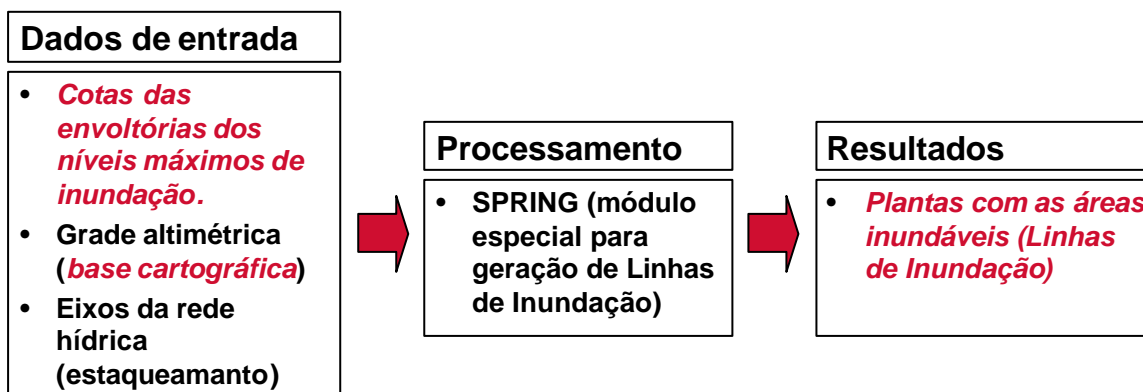 Dados de entrada
• Cotas das
envoltórias dos
níveis máximos de
inundação.
• Grade altimétrica
(base cartográfica)
• Eixos da rede
hídrica
(estaqueamanto)
Processamento
• SPRING (módulo
especial para
geração de Linhas
de Inundação)
Resultados
• Plantas com as áreas
inundáveis (Linhas
de Inundação)